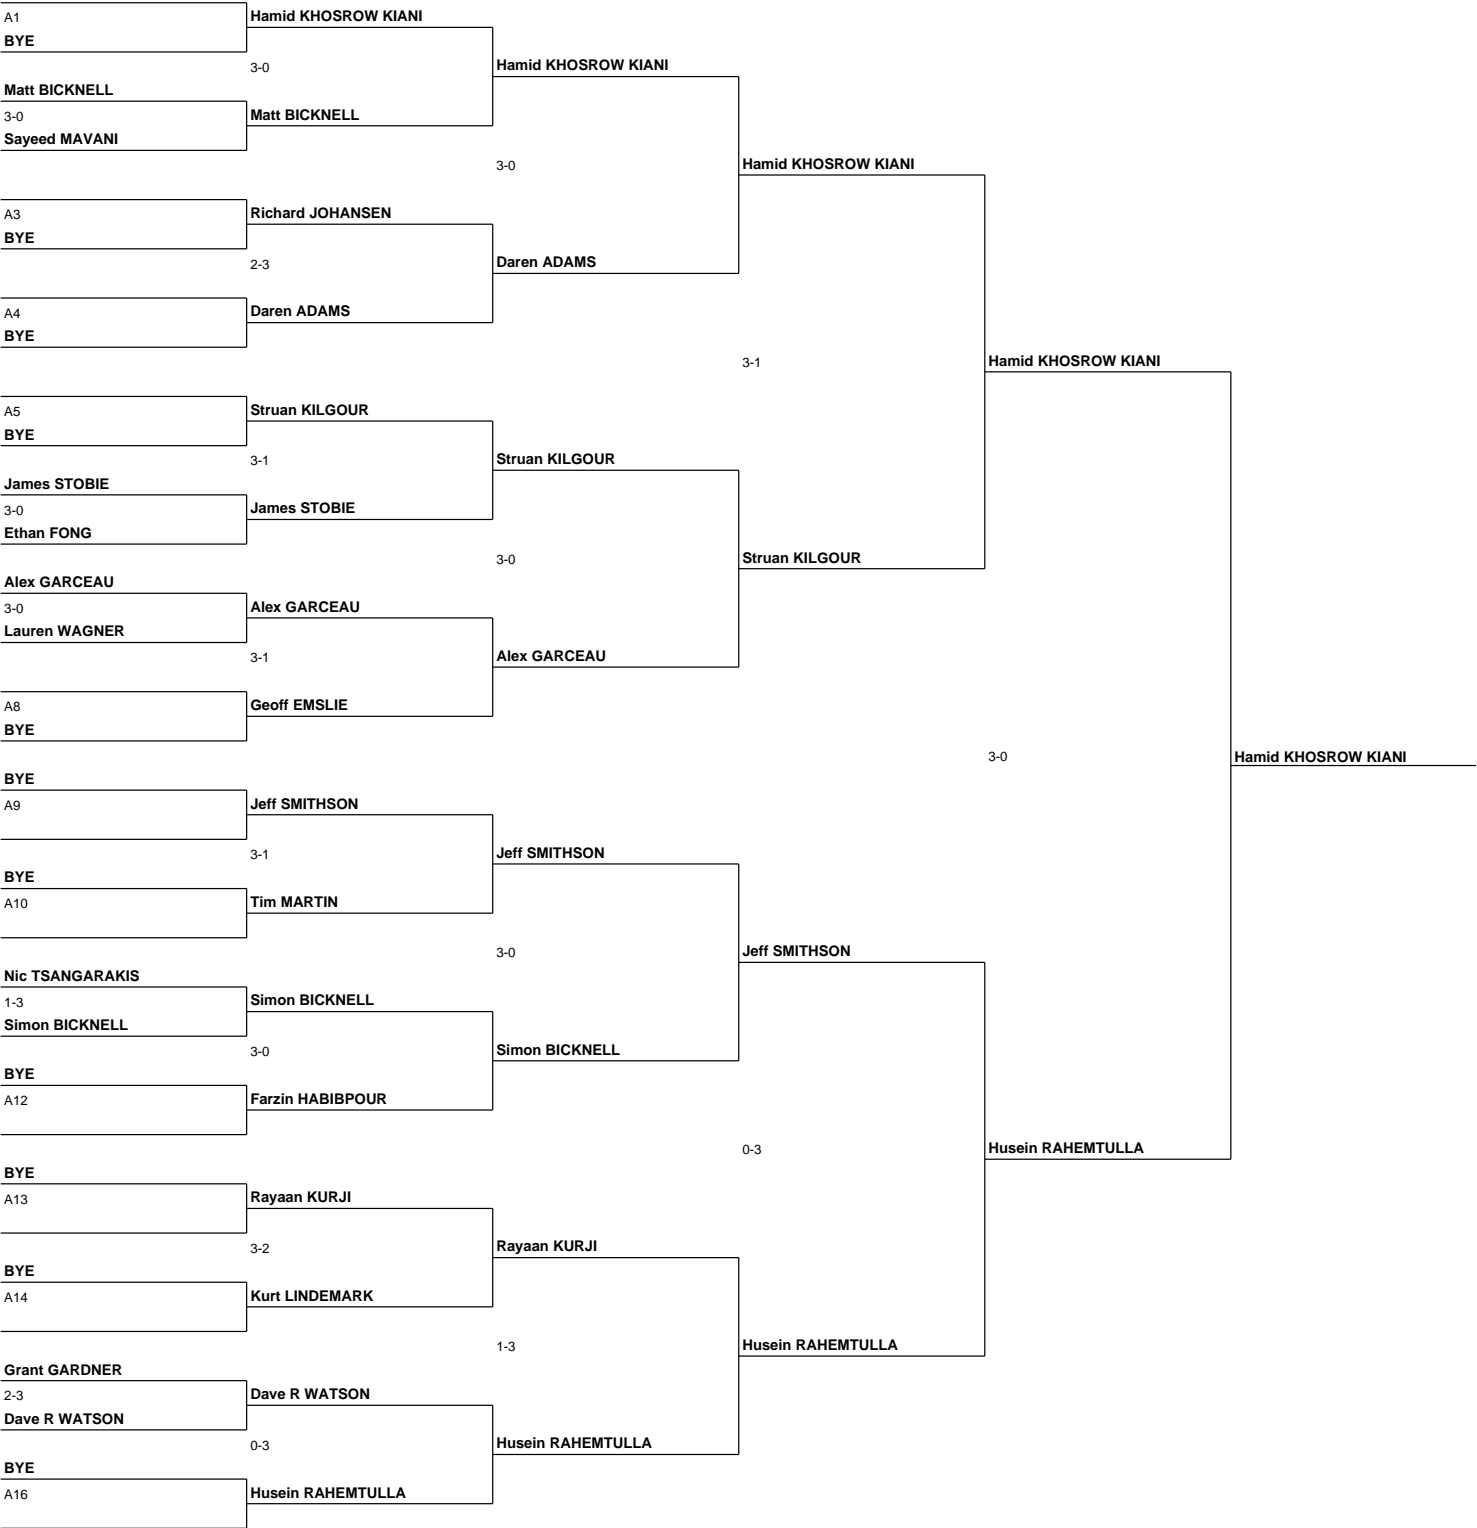 A1
Hamid KHOSROW KIANI
BYE
3-0
Hamid KHOSROW KIANI
Matt BICKNELL
3-0
Matt BICKNELL
Sayeed MAVANI
3-0
Hamid KHOSROW KIANI
A3
Richard JOHANSEN
BYE
2-3
Daren ADAMS
A4
Daren ADAMS
BYE
3-1
Hamid KHOSROW KIANI
A5
Struan KILGOUR
BYE
3-1
Struan KILGOUR
James STOBIE
3-0
James STOBIE
Ethan FONG
3-0
Struan KILGOUR
Alex GARCEAU
3-0
Alex GARCEAU
Lauren WAGNER
3-1
Alex GARCEAU
A8
Geoff EMSLIE
BYE
3-0
Hamid KHOSROW KIANI
BYE
A9
Jeff SMITHSON
3-1
Jeff SMITHSON
BYE
A10
Tim MARTIN
3-0
Jeff SMITHSON
Nic TSANGARAKIS
1-3
Simon BICKNELL
Simon BICKNELL
3-0
Simon BICKNELL
BYE
A12
Farzin HABIBPOUR
0-3
Husein RAHEMTULLA
BYE
A13
Rayaan KURJI
3-2
Rayaan KURJI
BYE
A14
Kurt LINDEMARK
1-3
Husein RAHEMTULLA
Grant GARDNER
2-3
Dave R WATSON
Dave R WATSON
0-3
Husein RAHEMTULLA
BYE
A16
Husein RAHEMTULLA